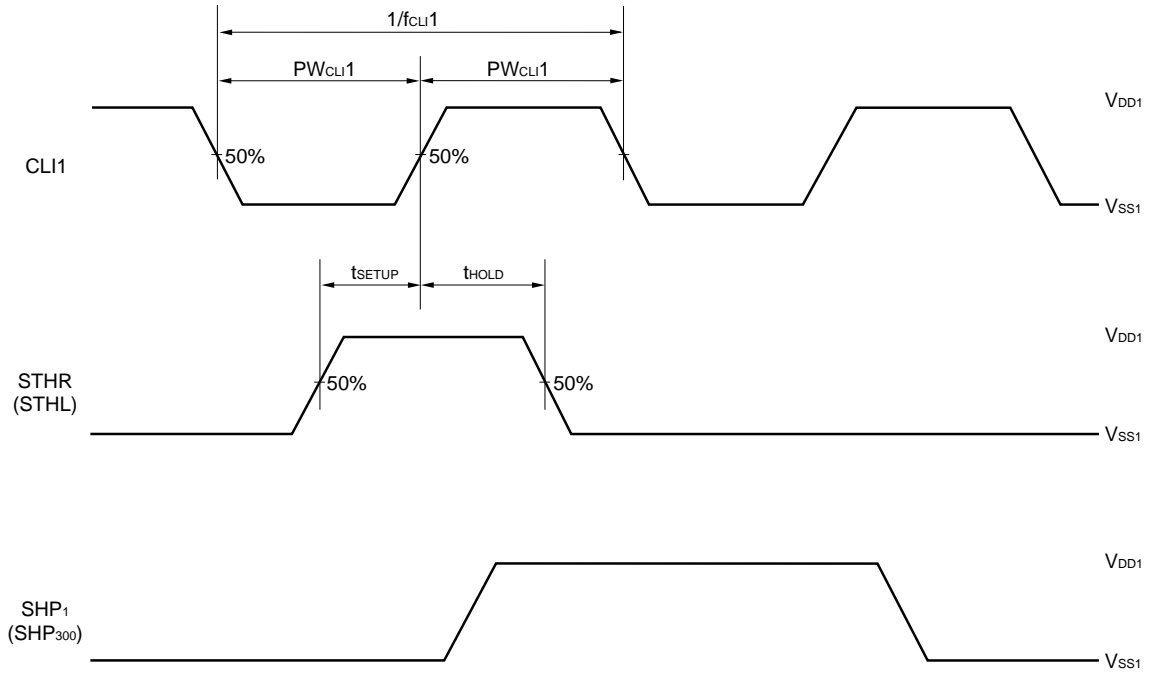 1/fCLI1
PWCLI1 PWCLI1
VDD1
CLI1 50% 50%
VSS1
tSETUP tHOLD
VDD1
STHR
(STHL)
50% 50%
VSS1
VDD1
SHP1
(SHP300)
VSS1